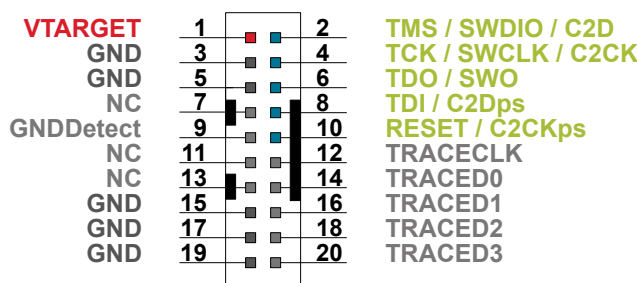 VTARGET 1 2 TMS / SWDIO / C2D
GND 3 4 TCK / SWCLK / C2CK
GND 5 6 TDO / SWO
NC 7 8 TDI / C2Dps
GNDDetect 9 10 RESET / C2CKps
NC 11 12 TRACECLK
NC 13 14 TRACED0
GND 15 16 TRACED1
GND 17 18 TRACED2
GND 19 20 TRACED3